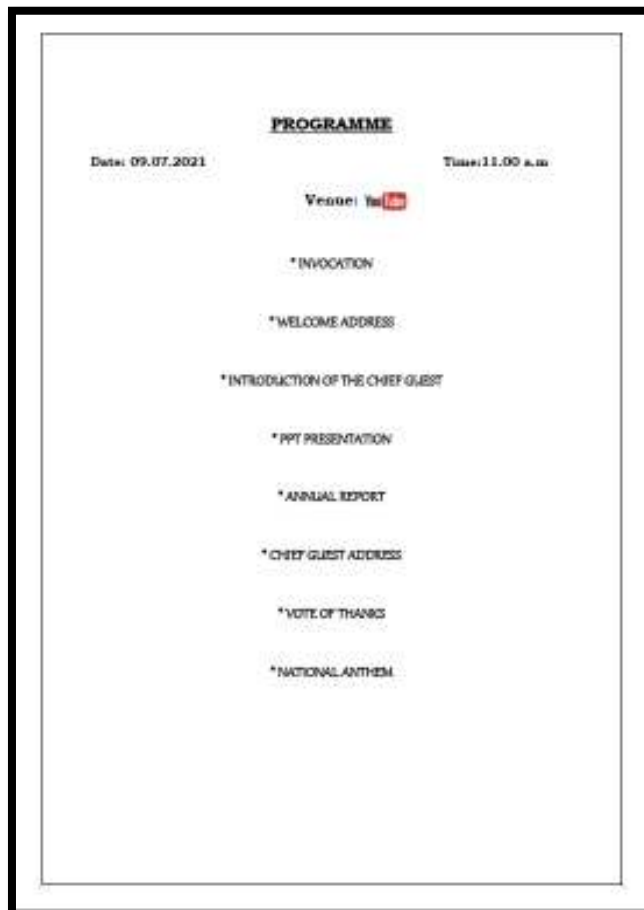 PROGRAMME
Date: 09.07.2021 Time:11.00 a.m
Venue: YouTube
* INVOCATION
* WELCOME ADDRESS
* INTRODUCTION OF THE CHIEF GUEST
* PPT PRESENTATION
* ANNUAL REPORT
* CHIEF GUEST ADDRESS
* VOTE OF THANKS
* NATIONAL ANTHEM